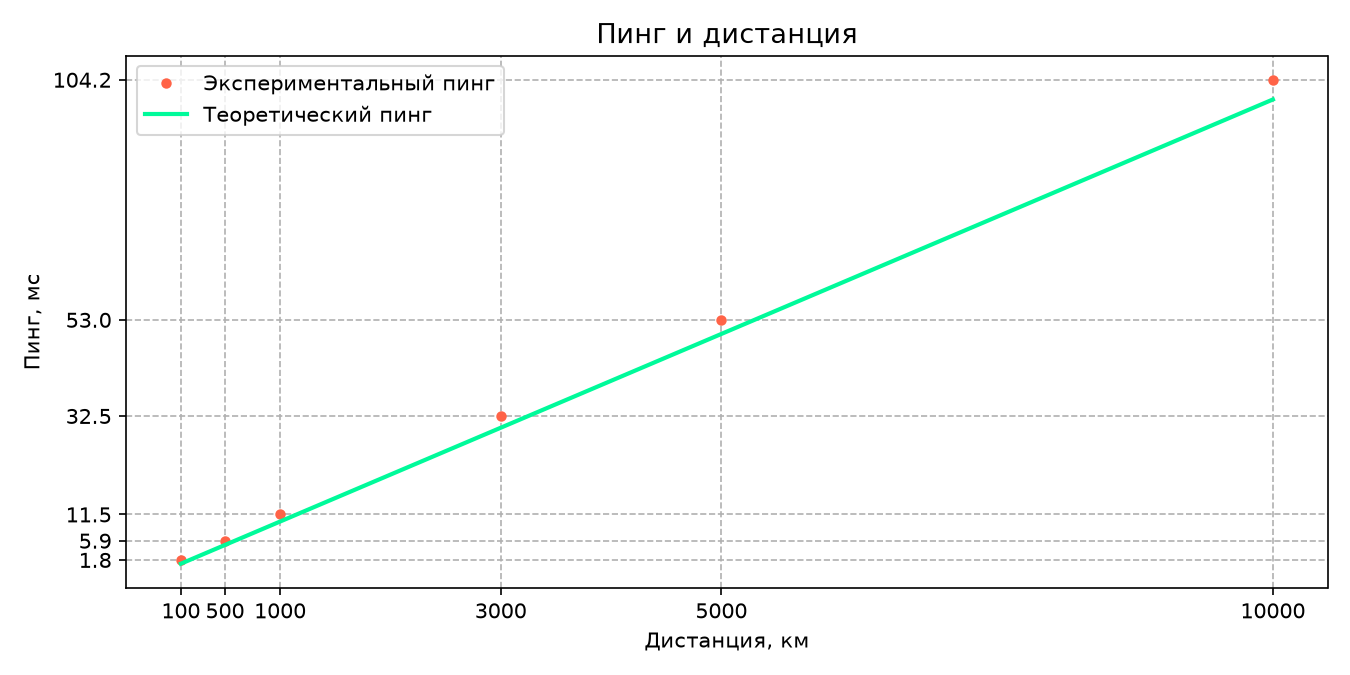 Пинг и дистанция
Экспериментальный пинг
Теоретический пинг
Пинг, мс
104.2
53.0
32.5
11.5
5.9
1.8
100 500 1000 3000 5000 10000
Дистанция, км